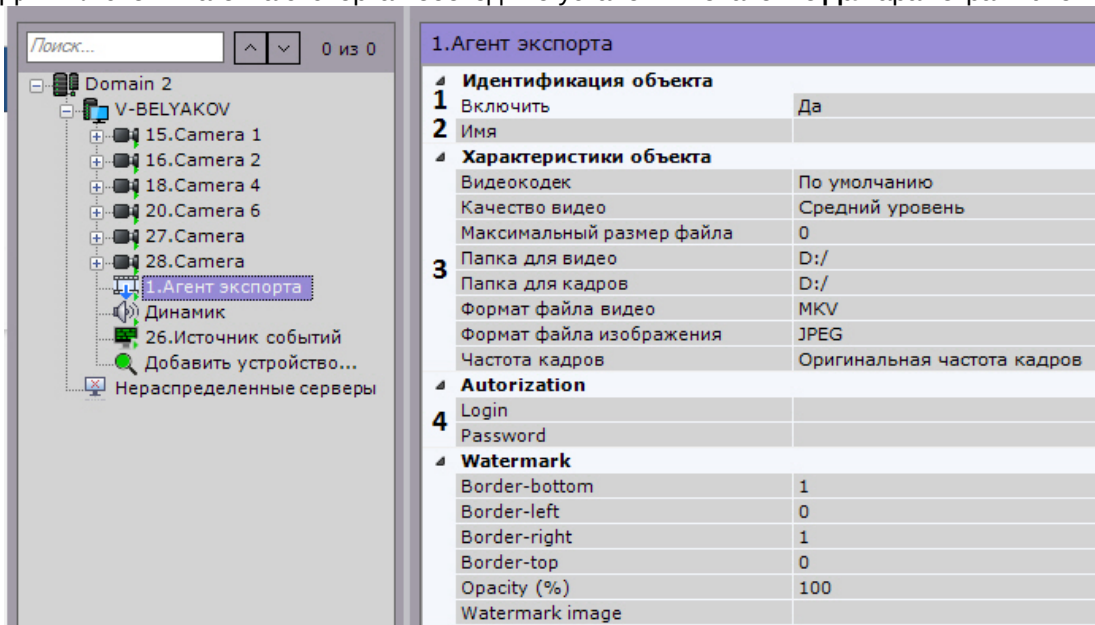 Поиск...
0 из 0
Domain 2
V-BELYAKOV
15.Camera 1
16.Camera 2
18.Camera 4
20.Camera 6
27.Camera
28.Camera
1.Агент экспорта
Динамик
26.Источник событий
Добавить устройство...
Нераспределенные серверы
1.Агент экспорта
Идентификация объекта
1 Включить Да
2 Имя
Характеристики объекта
Видеокодек По умолчанию
Качество видео Средний уровень
Максимальный размер файла 0
3
Папка для видео D:/
Папка для кадров D:/
Формат файла видео MKV
Формат файла изображения JPEG
Частота кадров Оригинальная частота кадров
Autorization
4
Login
Password
Watermark
Border-bottom 1
Border-left 0
Border-right 1
Border-top 0
Opacity (%) 100
Watermark image